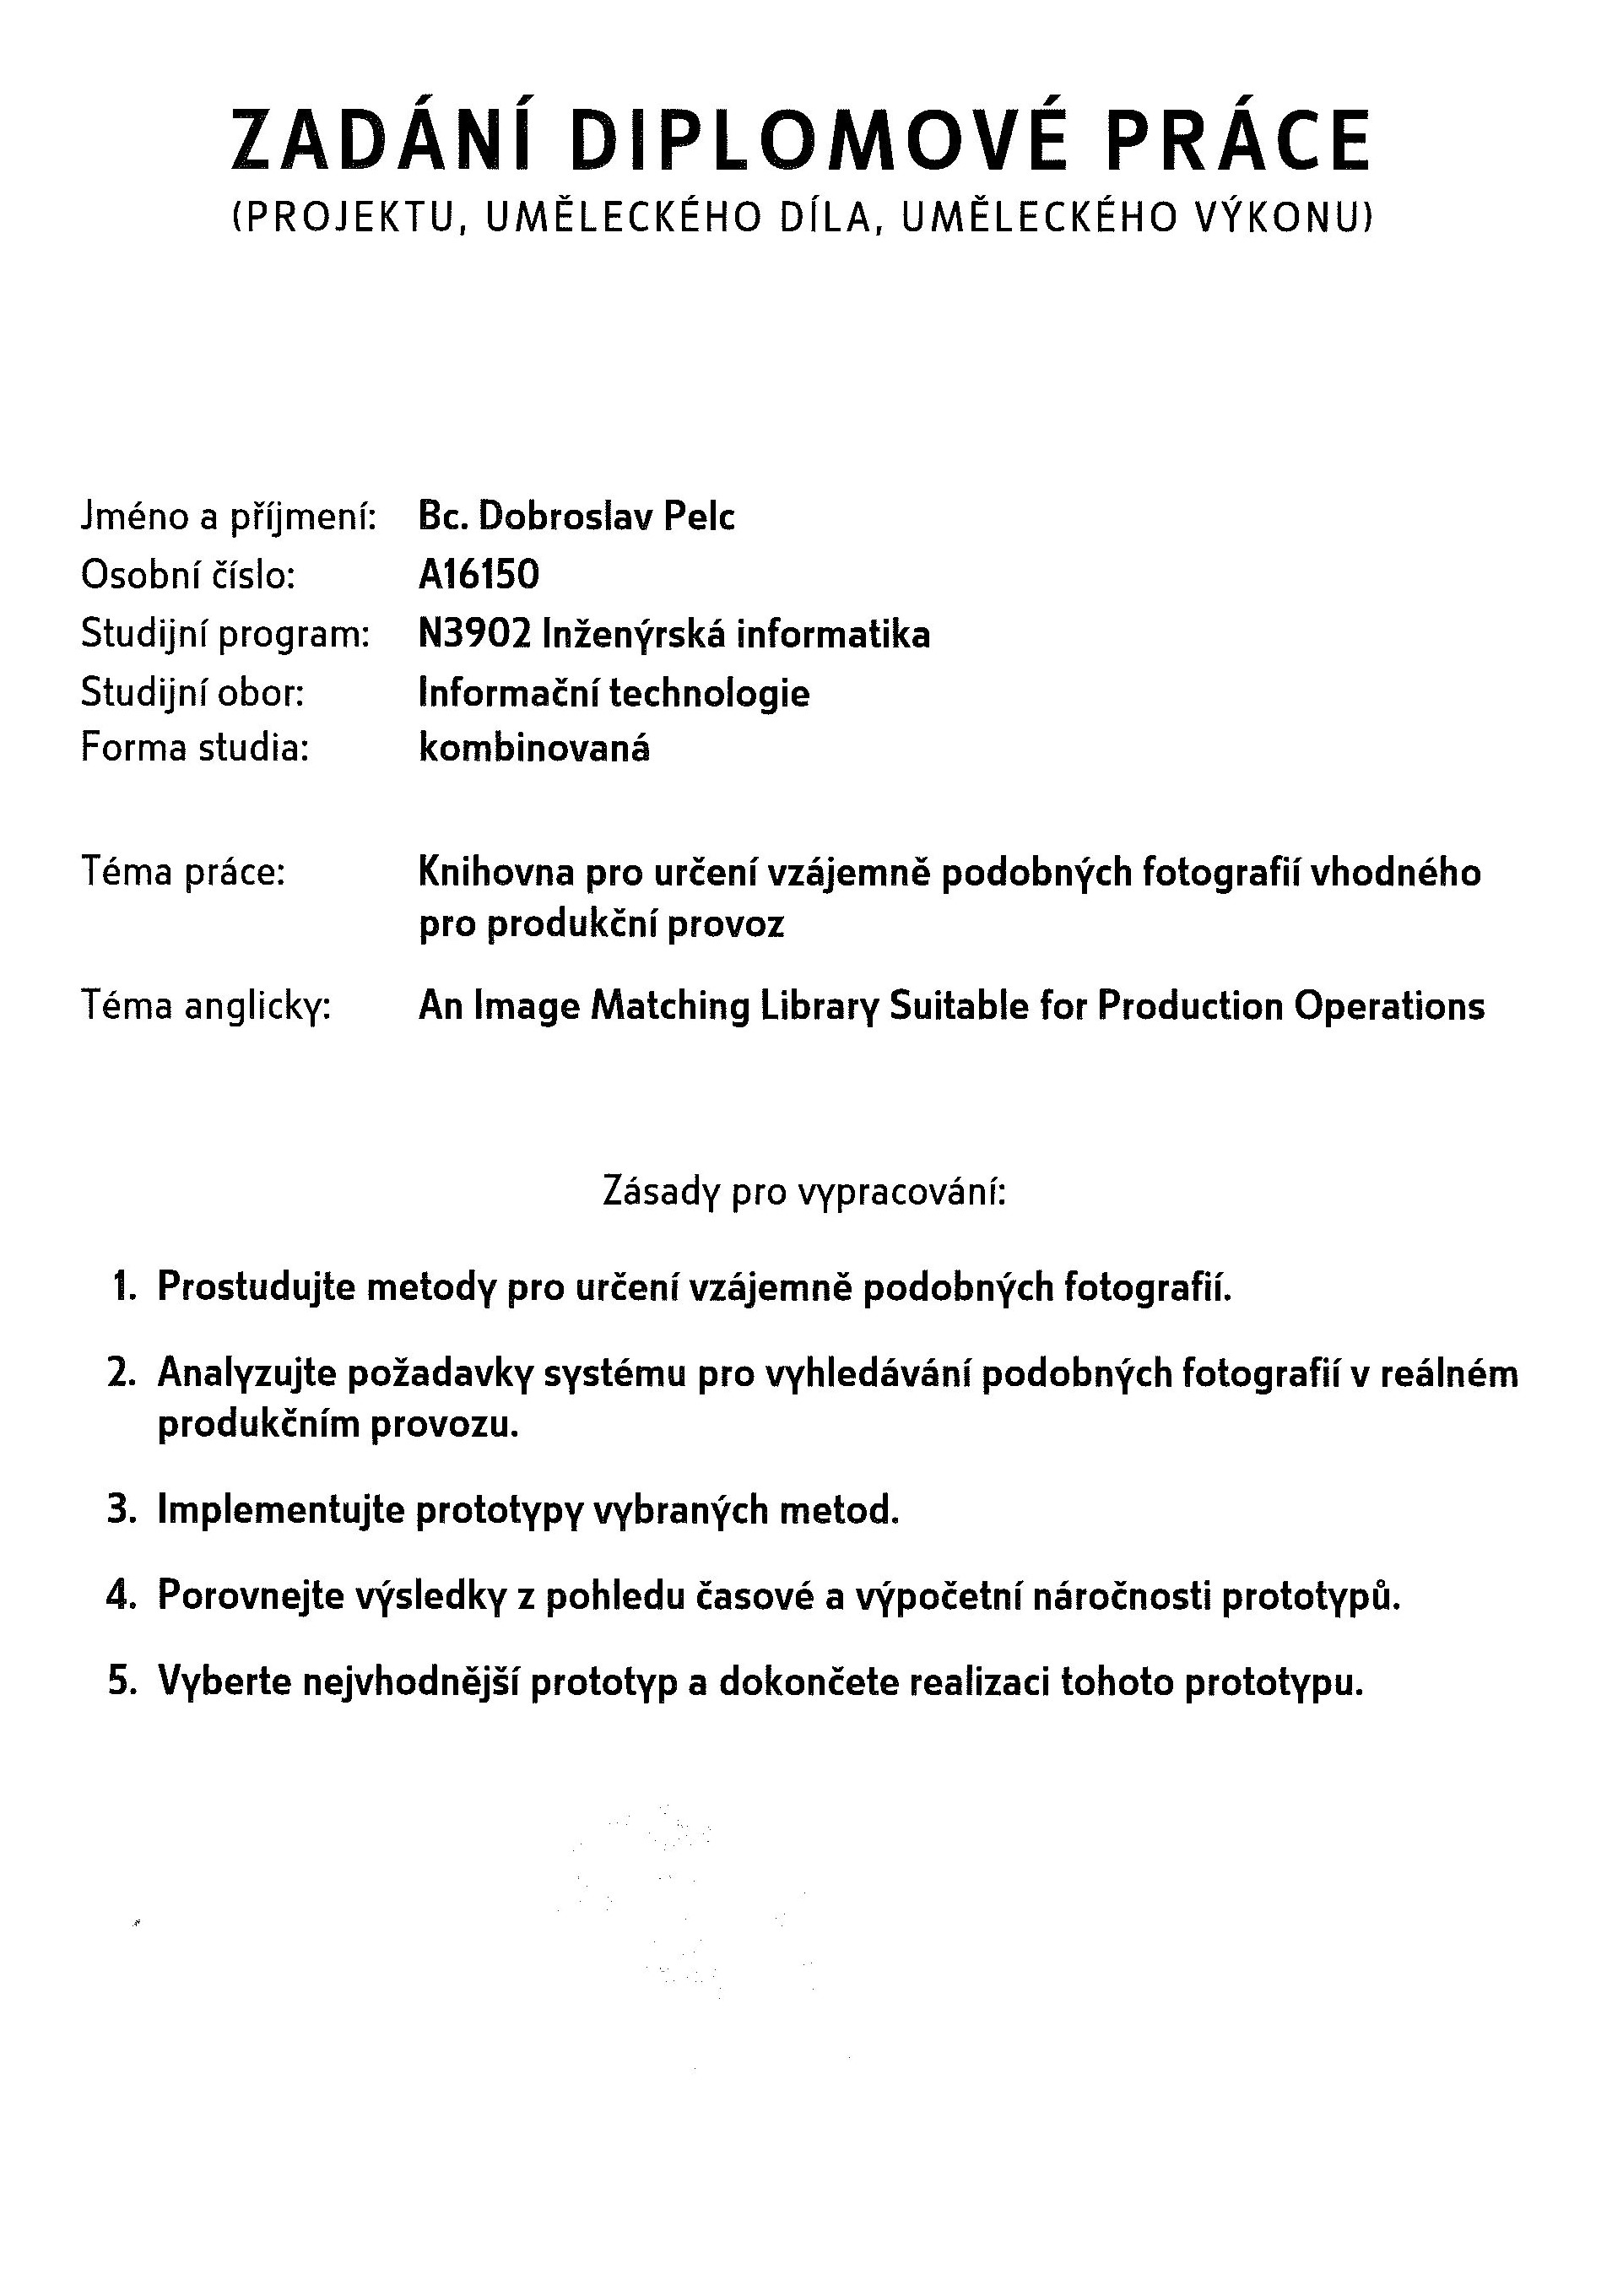 ZADÁNÍ DIPLOMOVÉ PRÁCE
(PROJEKTU, UMĚLECKÉHO DÍLA, UMĚLECKÉHO VÝKONU)
Jméno a příjmení: Bc. Dobroslav Pelc
Osobní číslo: A16150
Studijní program: N3902 Inženýrská informatika
Studijní obor: Informační technologie
Forma studia: kombinovaná
Téma práce: Knihovna pro určení vzájemně podobných fotografií vhodného
pro produkční provoz
Téma anglicky: An Image Matching Library Suitable for Production Operations
Zásady pro vypracování:
1. Prostudujte metody pro určení vzájemně podobných fotografií.
2. Analyzujte požadavky systému pro vyhledávání podobných fotografií v reálném
produkčním provozu.
3. Implementujte prototypy vybraných metod.
4. Porovnejte výsledky z pohledu časové a výpočetní náročnosti prototypů.
5. Vyberte nejvhodnější prototyp a dokončete realizaci tohoto prototypu.